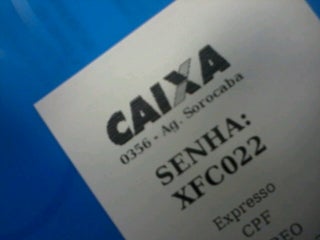 CAIXA
0356 - Ag. Sorocaba
SENHA:
XFC022
Expresso
CPF